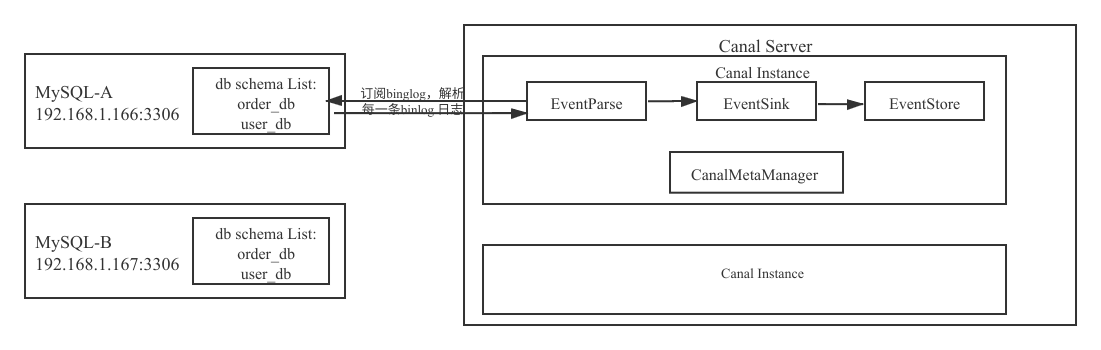 Canal Server
MySQL-A
192.168.1.166:3306
db schema List:
order_db
user_db
订阅binglog，解析
每一条binlog 日志
Canal Instance
EventParse
EventSink
EventStore
CanalMetaManager
MySQL-B
192.168.1.167:3306
db schema List:
order_db
user_db
Canal Instance